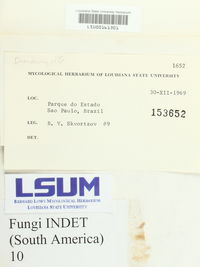 Louisiana State University Herbarium
1652
MYCOLOGICAL HERBARIUM OF LOUISIANA STATE UNIVERSITY
30-XII-1969
LOC. Parque do Estado
Sao Paulo, Brazil
153652
LEG. B. V. Skvortzov #9
DET.
LSUM
BERNARD LOWY MYCOLOGICAL HERBARIUM
LOUISIANA STATE UNIVERSITY
Fungi INDET
(South America)
10